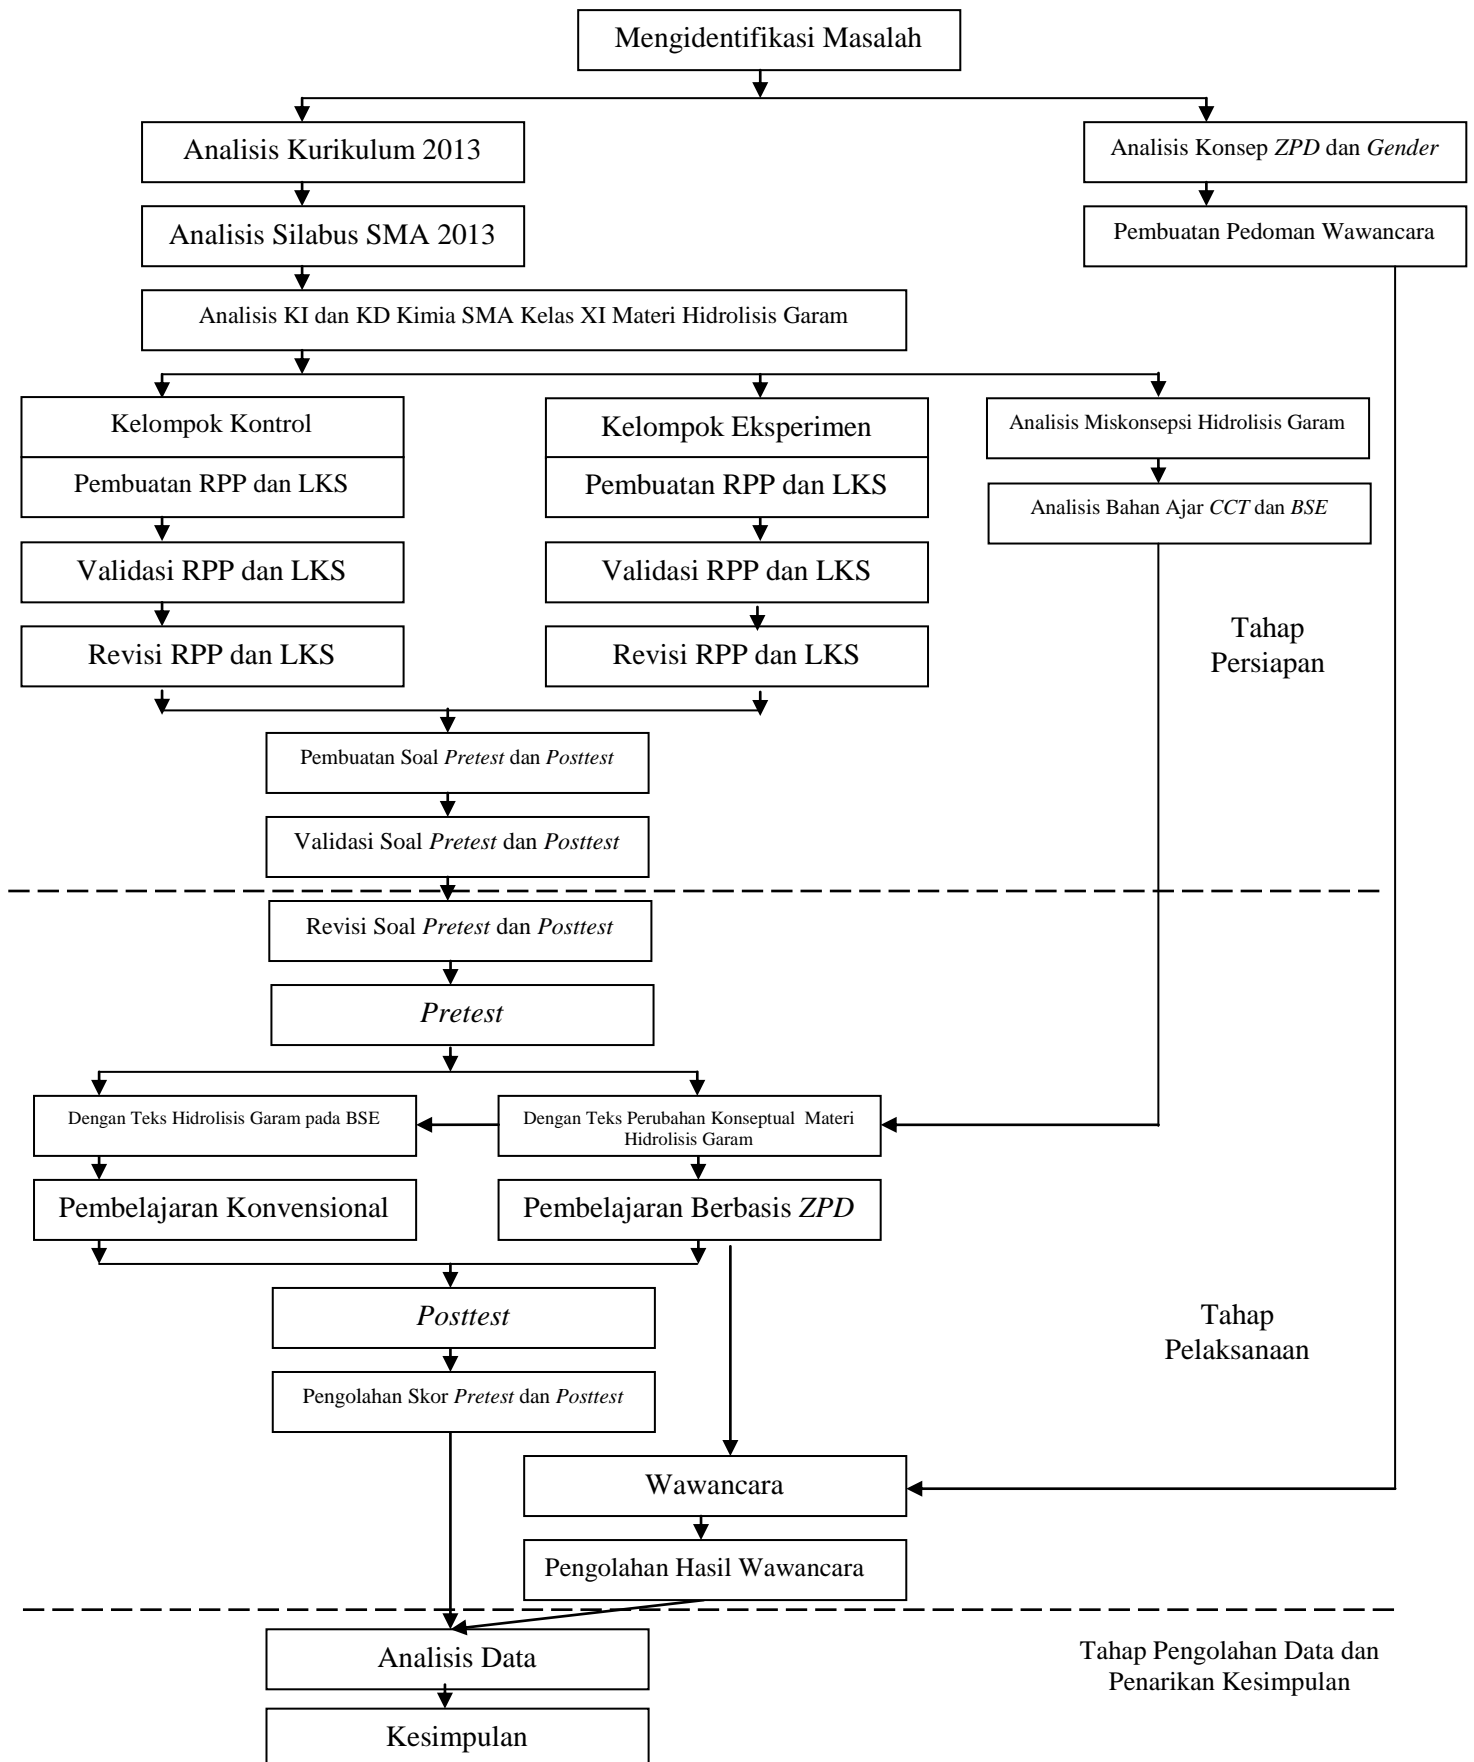 Mengidentifikasi Masalah
Analisis Kurikulum 2013
Analisis Konsep ZPD dan Gender
Analisis Silabus SMA 2013
Pembuatan Pedoman Wawancara
Analisis KI dan KD Kimia SMA Kelas XI Materi Hidrolisis Garam
Kelompok Kontrol
Kelompok Eksperimen
Analisis Miskonsepsi Hidrolisis Garam
Pembuatan RPP dan LKS
Pembuatan RPP dan LKS
Analisis Bahan Ajar CCT dan BSE
Validasi RPP dan LKS
Validasi RPP dan LKS
Revisi RPP dan LKS
Revisi RPP dan LKS
Tahap
Persiapan
Pembuatan Soal Pretest dan Posttest
Validasi Soal Pretest dan Posttest
Revisi Soal Pretest dan Posttest
Pretest
Dengan Teks Hidrolisis Garam pada BSE
Dengan Teks Perubahan Konseptual Materi
Hidrolisis Garam
Pembelajaran Konvensional
Pembelajaran Berbasis ZPD
Posttest
Tahap
Pelaksanaan
Pengolahan Skor Pretest dan Posttest
Wawancara
Pengolahan Hasil Wawancara
Analisis Data
Tahap Pengolahan Data dan
Penarikan Kesimpulan
Kesimpulan